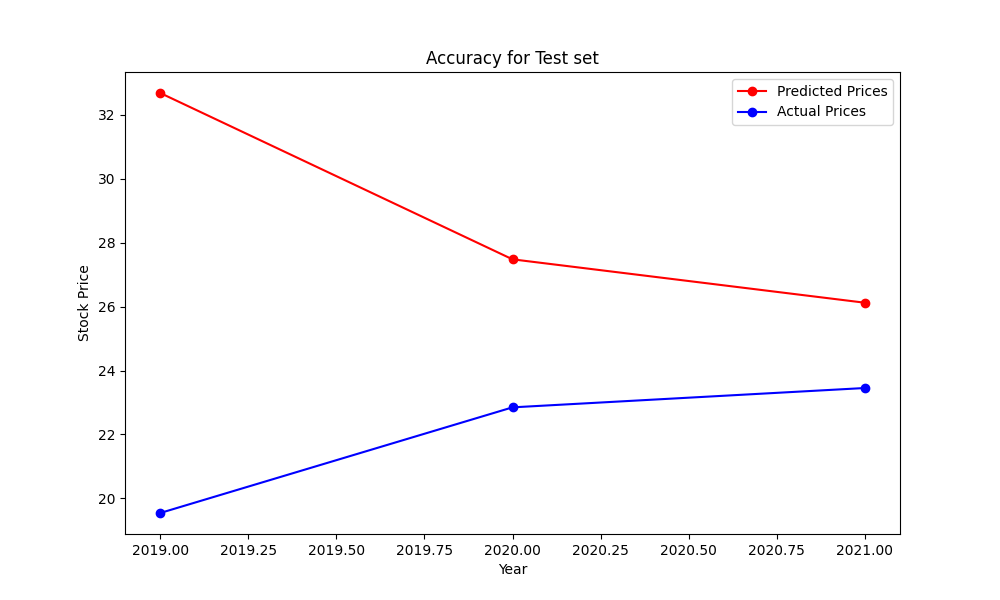 Accuracy for Test set
Predicted Prices
Actual Prices
Stock Price
32
30
28
26
24
22
20
2019.00 2019.25 2019.50 2019.75 2020.00 2020.25 2020.50 2020.75 2021.00
Year